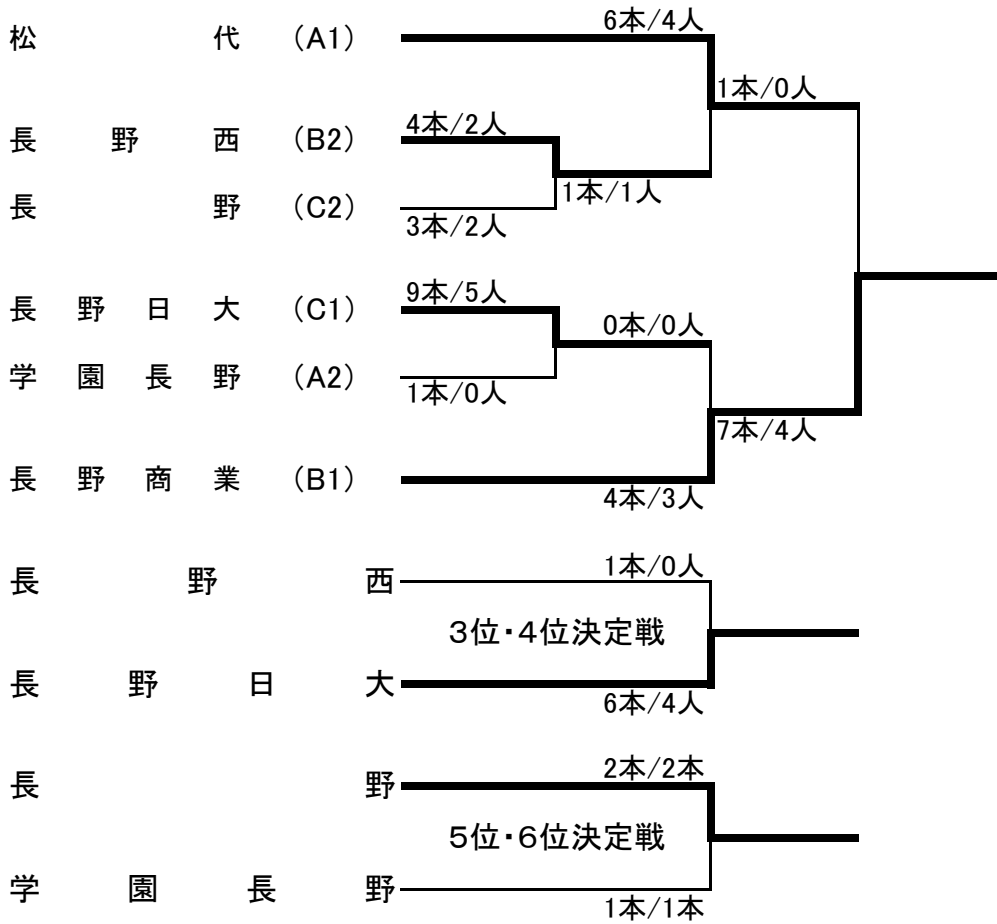 6本/4人
松代(A1)
1本/0人
4本/2人
長野西(B2)
1本/1人
長野(C2)
3本/2人
9本/5人
長野日大(C1)
0本/0人
学園長野(A2)
1本/0人
7本/4人
長野商業(B1)
4本/3人
1本/0人
長野西
3位・4位決定戦
長野日大
6本/4人
2本/2本
長野
5位・6位決定戦
学園長野
1本/1本